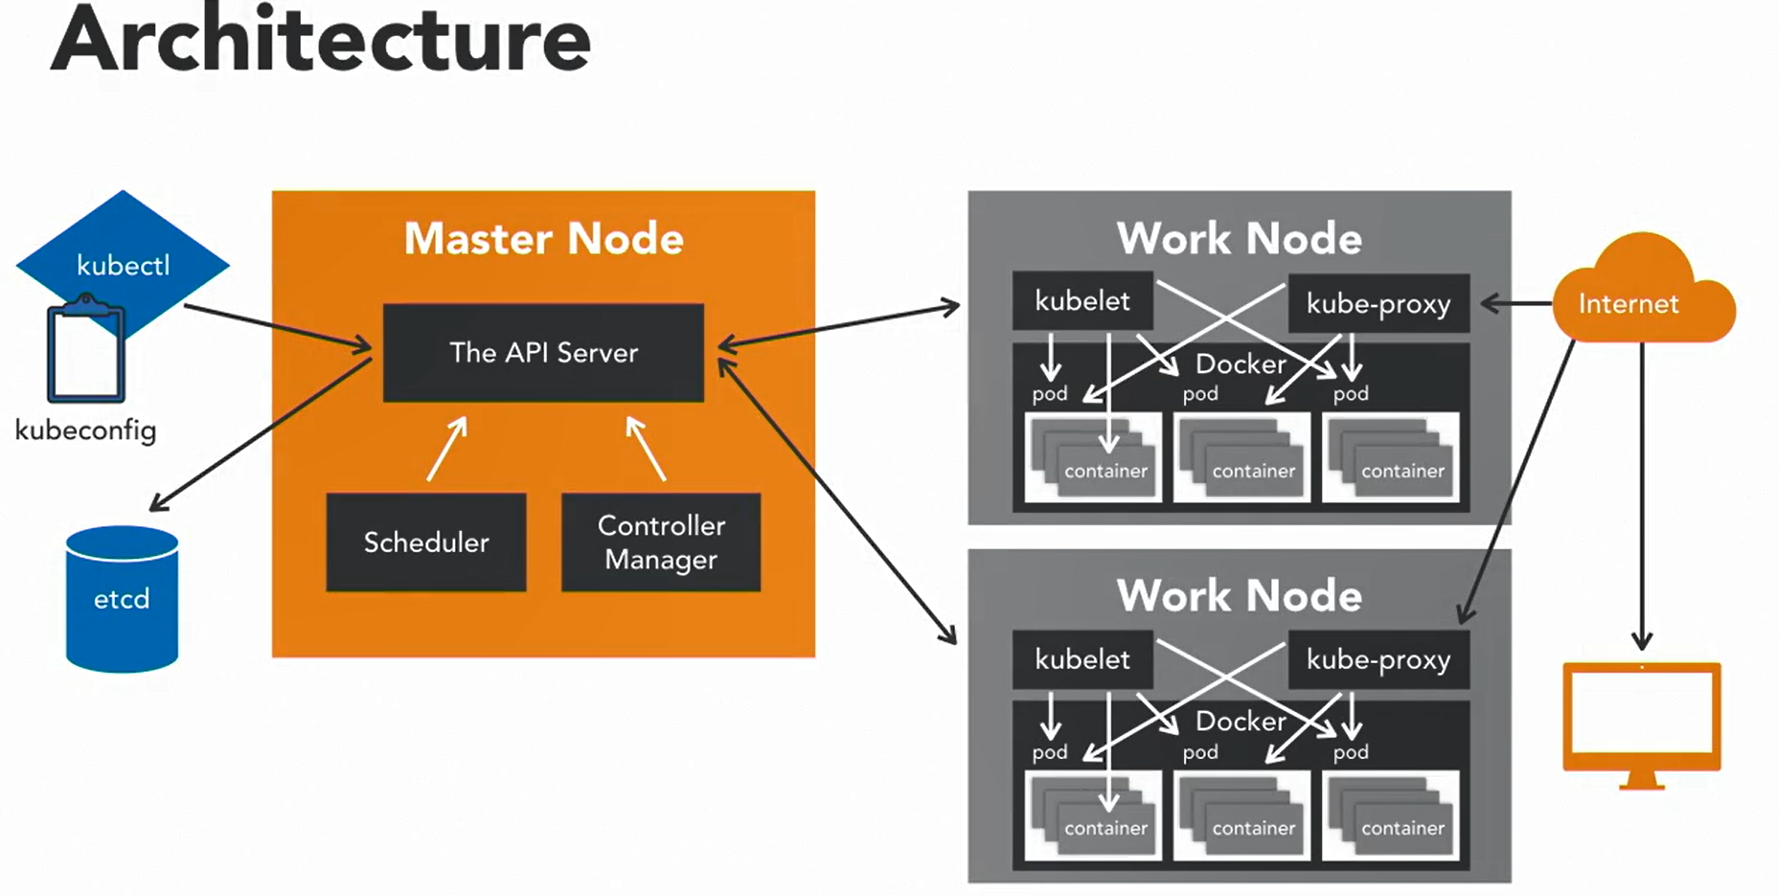 Architecture
kubectl
kubeconfig
etcd
Master Node
The API Server
Scheduler
Controller
Manager
Work Node
kubelet
kube-proxy
Docker
pod
pod
pod
container
container
container
Work Node
kubelet
kube-proxy
Docker
pod
pod
pod
container
container
container
Internet